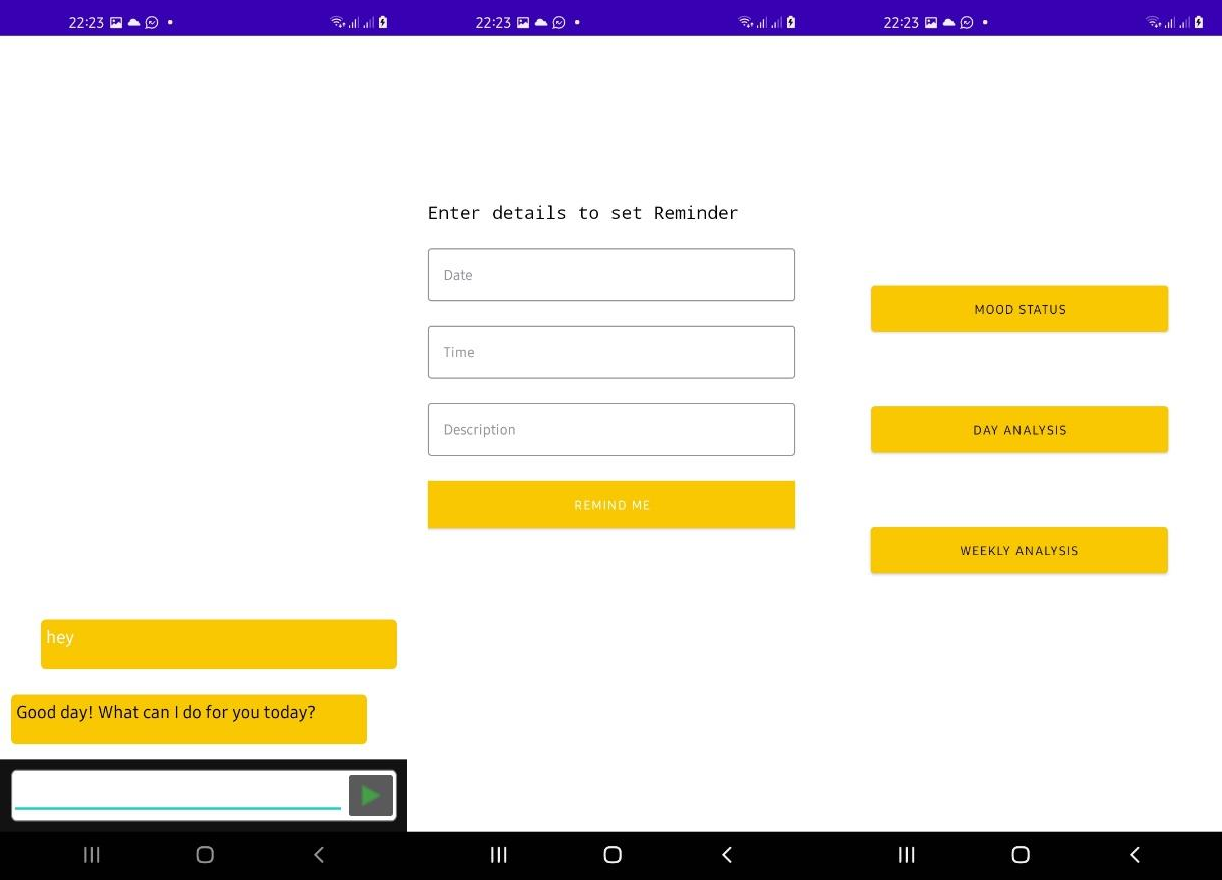 22:23
hey
Good day! What can I do for you today?
22:23
Enter details to set Reminder
Date
Time
Description
REMIND ME
22:23
MOOD STATUS
DAY ANALYSIS
WEEKLY ANALYSIS